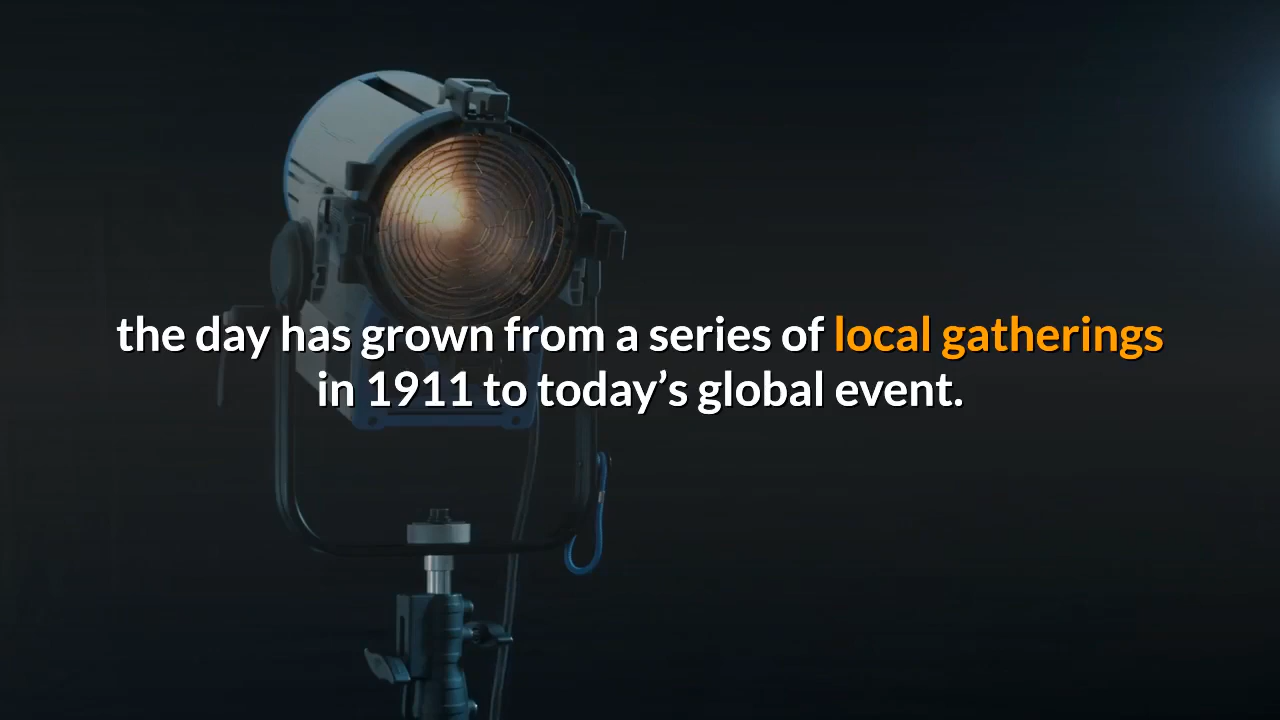 the day has grown from a series of local gatherings
in 1911 to today’s global event.